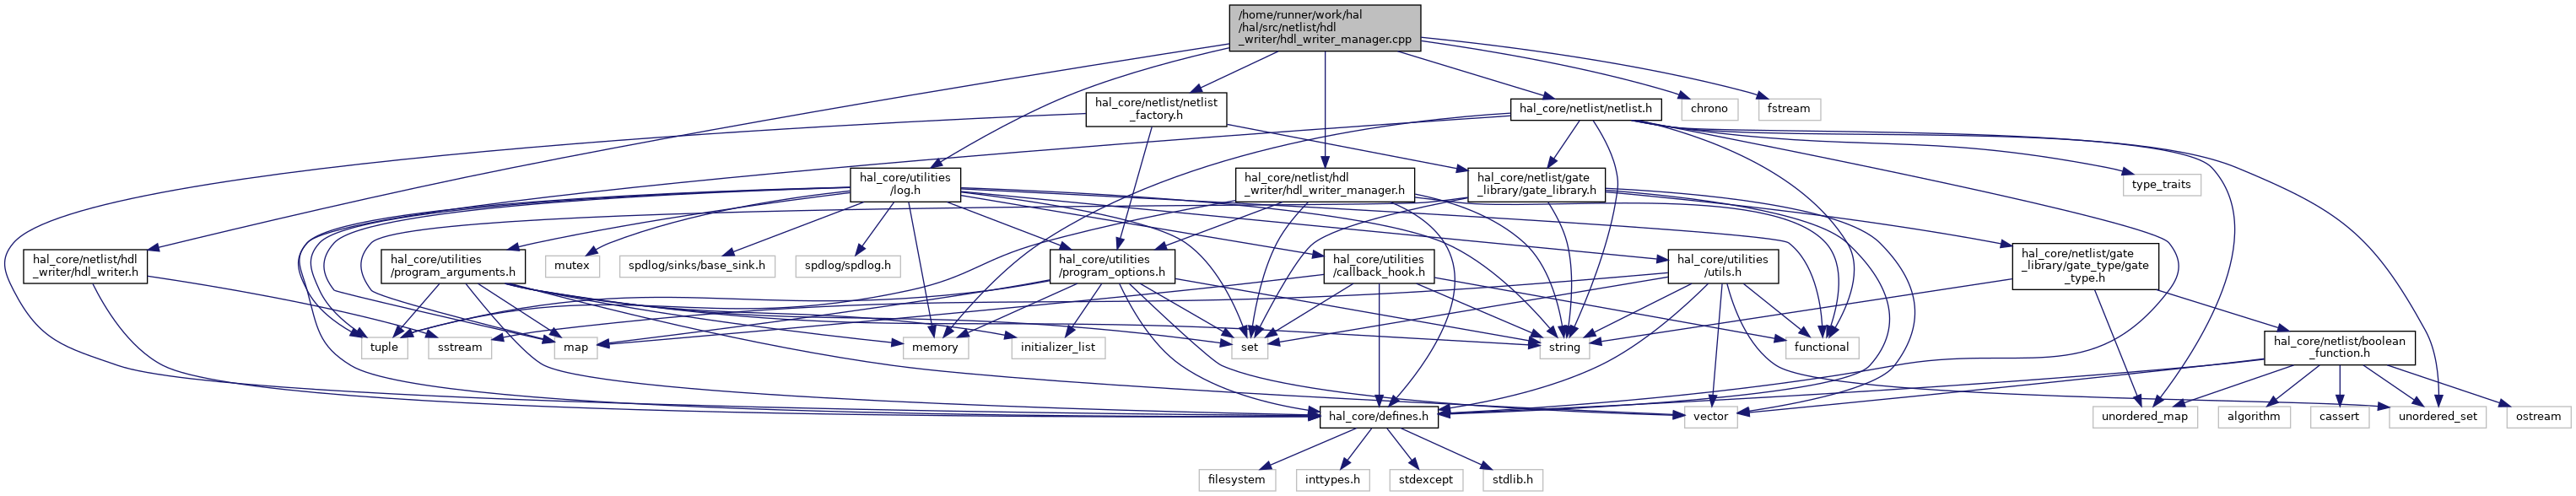 /home/runner/work/hal
/hal/src/netlist/hdl
_writer/hdl_writer_manager.cpp
hal_core/netlist/netlist
_factory.h
hal_core/netlist/netlist.h
chrono
fstream
hal_core/utilities
/log.h
hal_core/netlist/hdl
_writer/hdl_writer_manager.h
hal_core/netlist/gate
_library/gate_library.h
type_traits
hal_core/netlist/hdl
_writer/hdl_writer.h
hal_core/utilities
/program_arguments.h
mutex
spdlog/sinks/base_sink.h
spdlog/spdlog.h
hal_core/utilities
/program_options.h
hal_core/utilities
/callback_hook.h
hal_core/utilities
/utils.h
hal_core/netlist/gate
_library/gate_type/gate
_type.h
tuple
sstream
map
memory
initializer_list
set
string
functional
hal_core/netlist/boolean
_function.h
hal_core/defines.h
vector
unordered_map
algorithm
cassert
unordered_set
ostream
filesystem
inttypes.h
stdexcept
stdlib.h